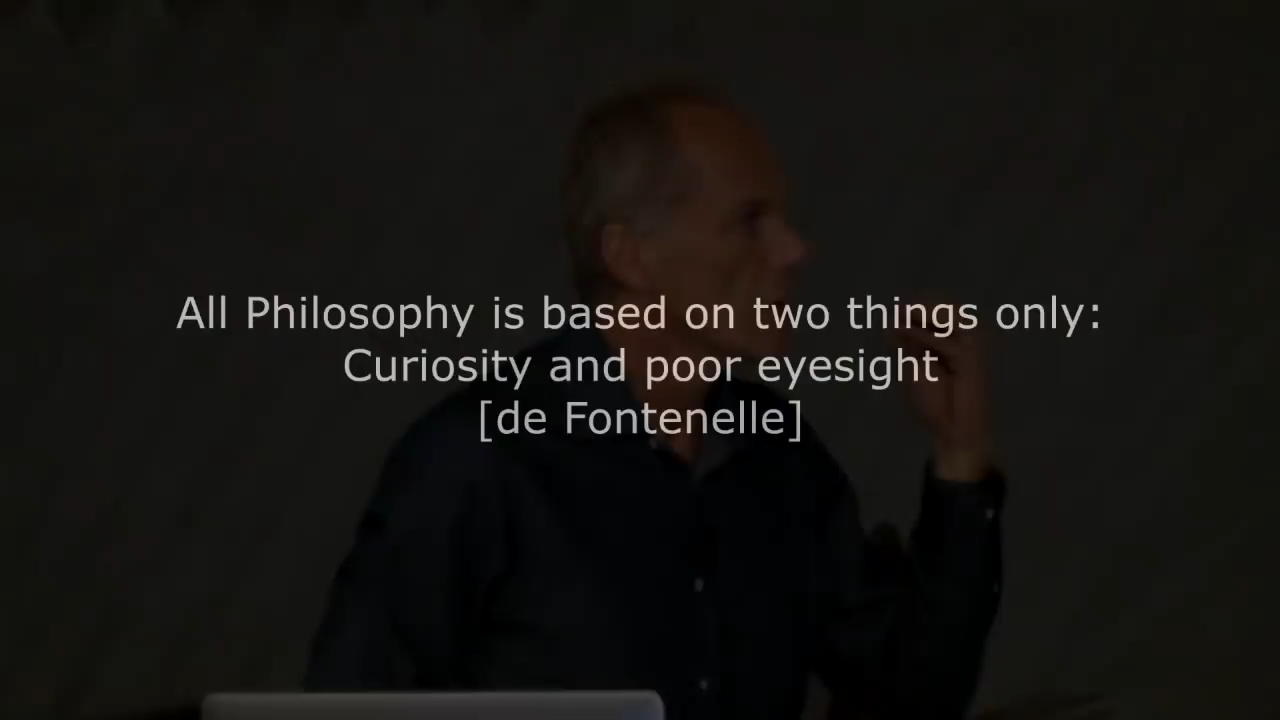 All Philosophy is based on two things only:
Curiosity and poor eyesight
[de Fontenelle]